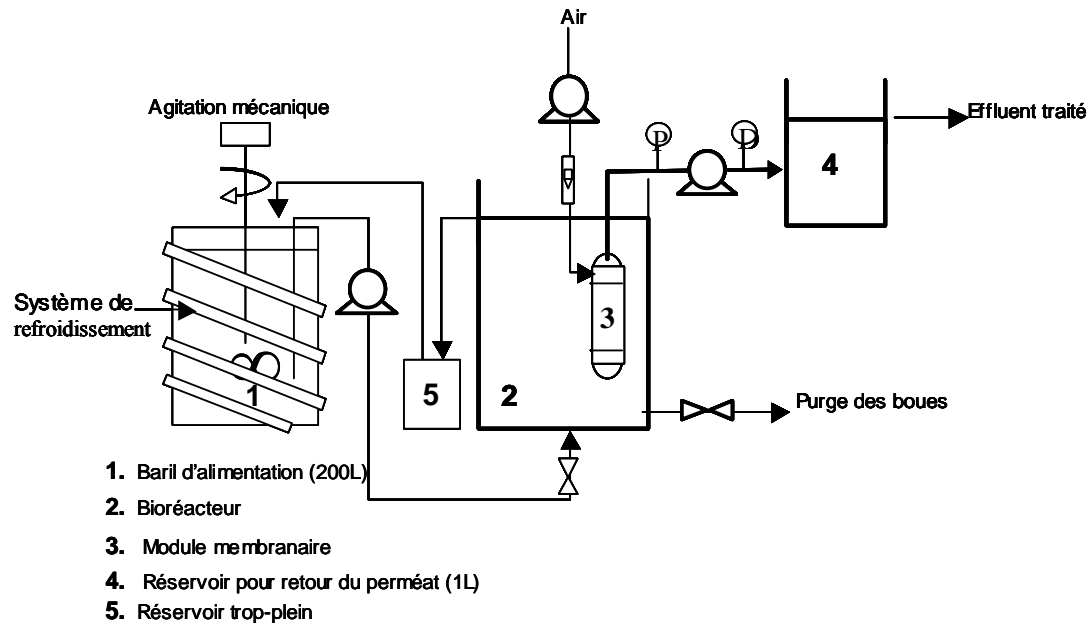 Air
Agitation mécanique
P
D
Effluent traité
4
Système de
refroidissement
3
1
5
2
Purge des boues
1. Baril d'alimentation (200L)
2. Bioréacteur
3. Module membranaire
4. Réservoir pour retour du perméat (1L)
5. Réservoir trop-plein